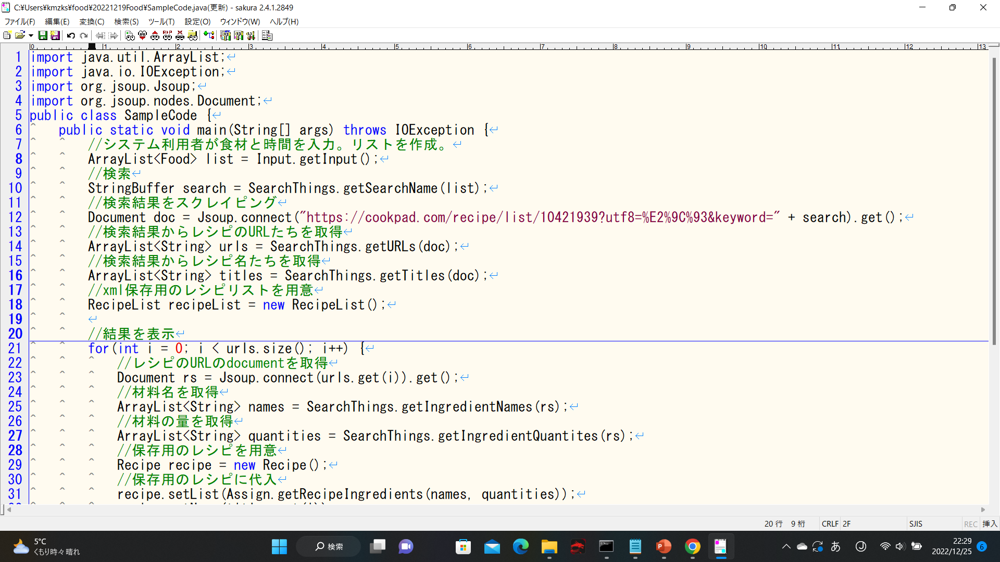 C:¥Users¥kmzks¥food¥20221219Food¥SampleCode.java(更新) - sakura 2.4.1.2849
ファイル(F) 編集(E) 変換(C) 検索(S) ツール(T) 設定(O) ウィンドウ(W) ヘルプ(H)
0 1 2 3 4 5 6 7 8 9 10 11 12 13
1 import java.util.ArrayList;
2 import java.io.IOException;
3 import org.jsoup.Jsoup;
4 import org.jsoup.nodes.Document;
5 public class SampleCode {
6 public static void main(String[] args) throws IOException {
7 //システム利用者が食材と時間を入力。リストを作成。
8 ArrayList<Food> list = Input.getInput();
9 //検索
10 StringBuffer search = SearchThings.getSearchName(list);
11 //検索結果をスクレイピング
12 Document doc = Jsoup.connect("https://cookpad.com/recipe/list/10421939?utf8=%E2%9C%93&keyword=" + search).get();
13 //検索結果からレシピのURLたちを取得
14 ArrayList<String> urls = SearchThings.getURLs(doc);
15 //検索結果からレシピ名たちを取得
16 ArrayList<String> titles = SearchThings.getTitles(doc);
17 //xml保存用のレシピリストを用意
18 RecipeList recipeList = new RecipeList();
19
20 //結果を表示
21 for(int i = 0; i < urls.size(); i++) {
22 //レシピのURLのdocumentを取得
23 Document rs = Jsoup.connect(urls.get(i)).get();
24 //材料名を取得
25 ArrayList<String> names = SearchThings.getIngredientNames(rs);
26 //材料の量を取得
27 ArrayList<String> quantities = SearchThings.getIngredientQuantites(rs);
28 //保存用のレシピを用意
29 Recipe recipe = new Recipe();
30 //保存用のレシピに代入
31 recipe.setList(Assign.getRecipeIngredients(names, quantities));
20 行 9 桁 CRLF 2F SJIS REC 挿入
5°C
くもり時々晴れ
検索
あ
22:29
2022/12/25
6